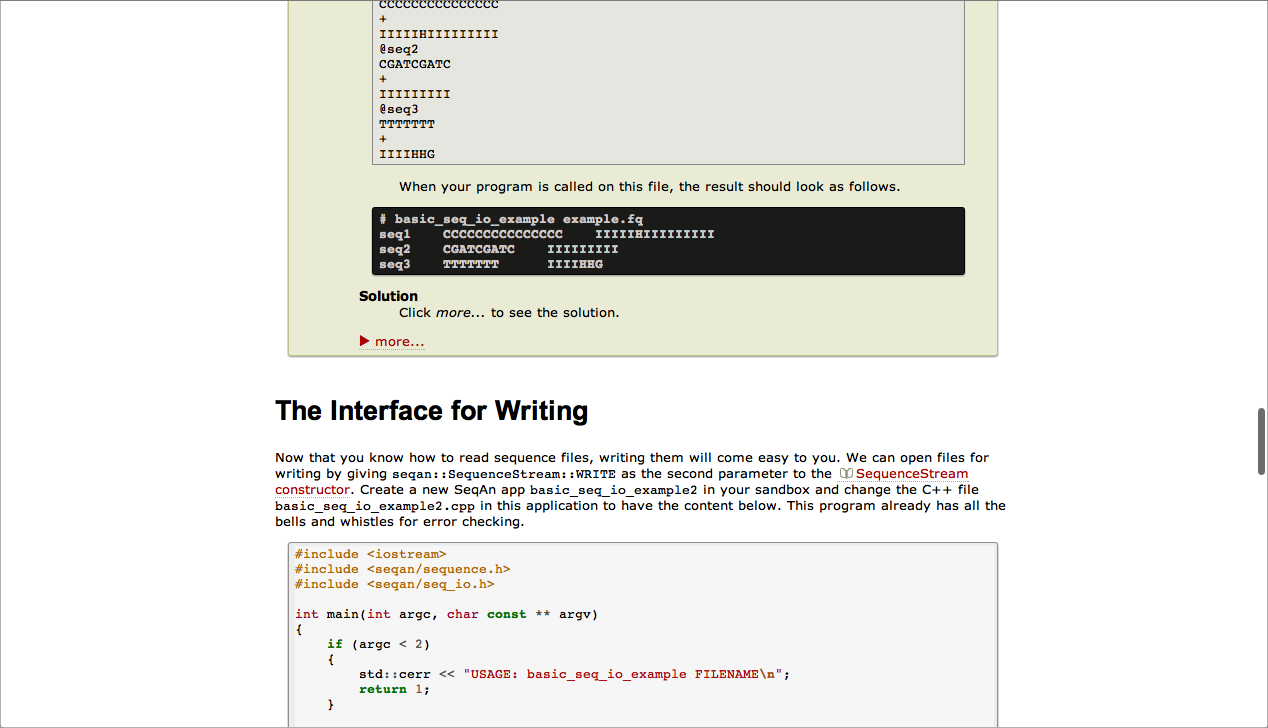 CCCCCCCCCCCCCCC
+
IIIIIHIIIIIIIII
@seq2
CGATCGATC
+
IIIIIIIII
@seq3
TTTTTTT
+
IIIIHHG
When your program is called on this file, the result should look as follows.
# basic_seq_io_example example.fq
seq1    CCCCCCCCCCCCCCC    IIIIIHIIIIIIIII
seq2    CGATCGATC    IIIIIIIII
seq3    TTTTTTT      IIIIHHG
Solution
Click more... to see the solution.
more...
The Interface for Writing
Now that you know how to read sequence files, writing them will come easy to you. We can open files for
writing by giving seqan::SequenceStream::WRITE as the second parameter to the SequenceStream
constructor. Create a new SeqAn app basic_seq_io_example2 in your sandbox and change the C++ file
basic_seq_io_example2.cpp in this application to have the content below. This program already has all the
bells and whistles for error checking.
#include <iostream>
#include <seqan/sequence.h>
#include <seqan/seq_io.h>
int main(int argc, char const ** argv)
{
    if (argc < 2)
    {
        std::cerr << "USAGE: basic_seq_io_example FILENAME\n";
        return 1;
    }